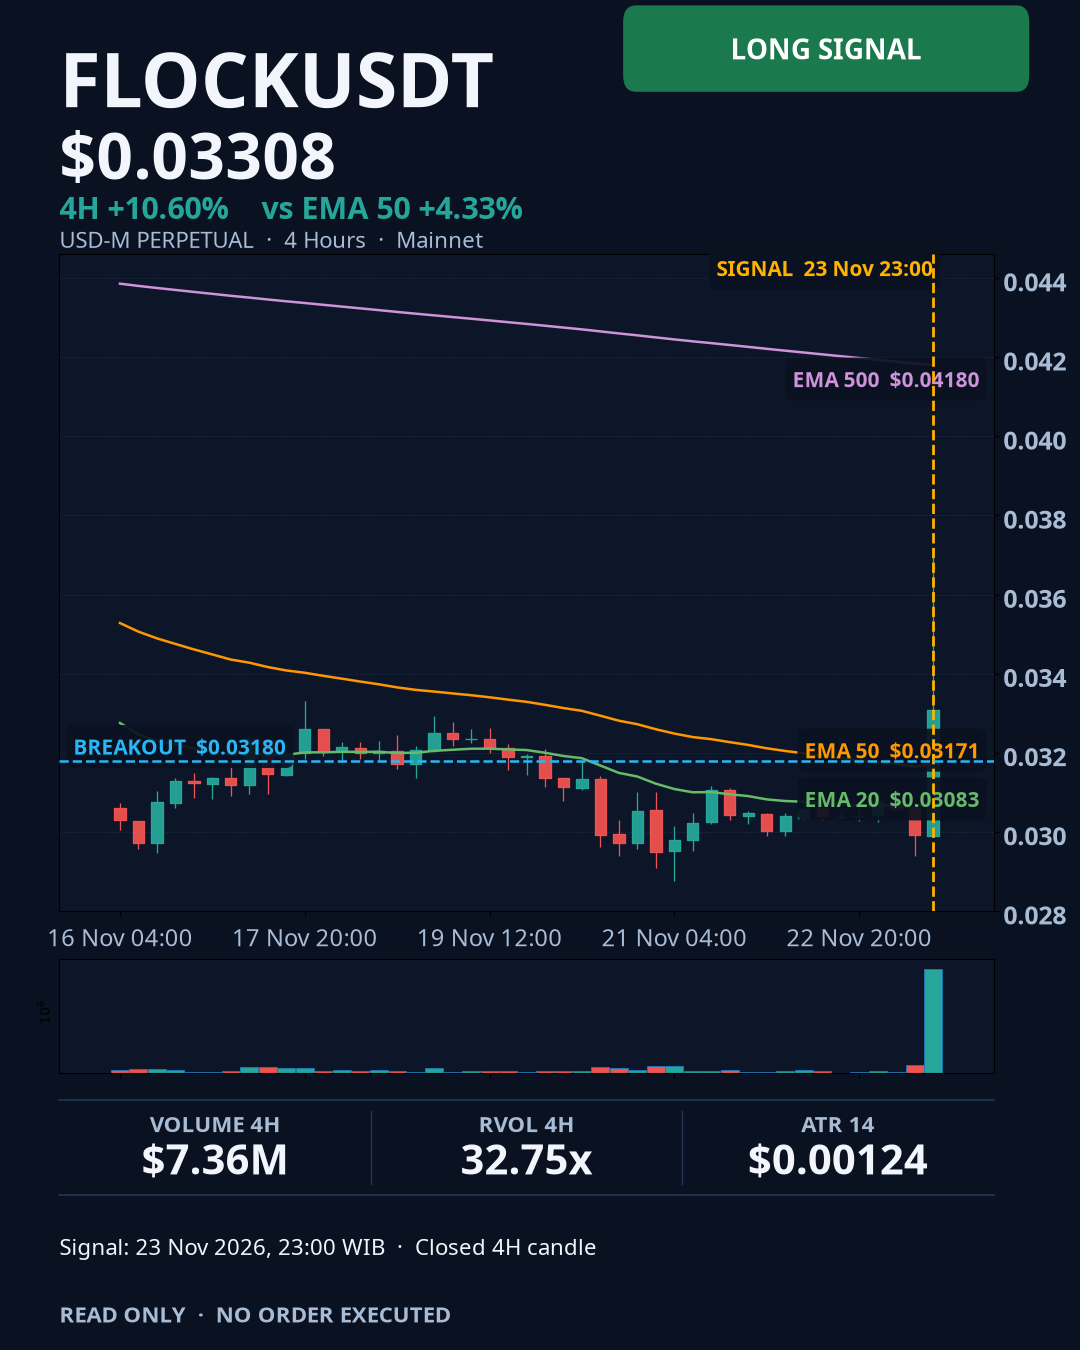 LONG SIGNAL
FLOCKUSDT
$0.03308
4H +10.60% vs EMA 50 +4.33%
USD-M PERPETUAL · 4 Hours · Mainnet
SIGNAL 23 Nov 23:00
0.044
0.042
EMA 500 $0.04180
0.040
0.038
0.036
0.034
BREAKOUT $0.03180
EMA 50 $0.03171
0.032
EMA 20 $0.03083
0.030
0.028
16 Nov 04:00 17 Nov 20:00 19 Nov 12:00 21 Nov 04:00 22 Nov 20:00
10⁶
VOLUME 4H RVOL 4H ATR 14
$7.36M 32.75x $0.00124
Signal: 23 Nov 2026, 23:00 WIB · Closed 4H candle
READ ONLY · NO ORDER EXECUTED